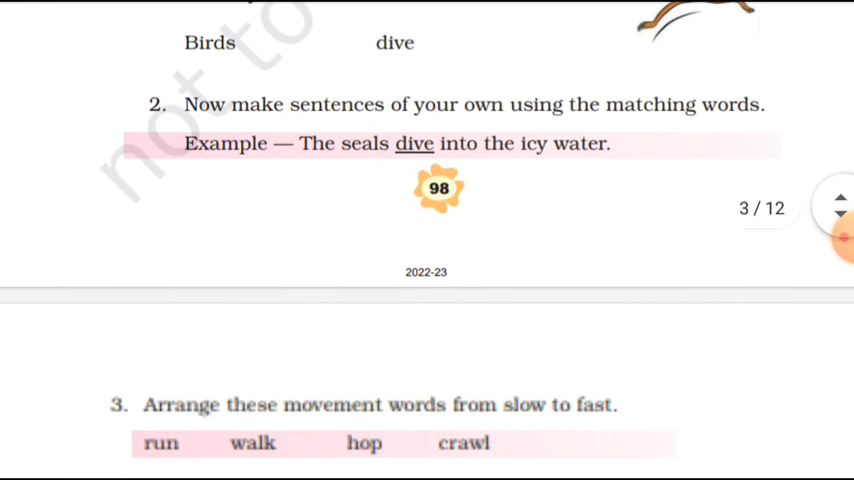 Birds dive
not to
2. Now make sentences of your own using the matching words.
Example — The seals dive into the icy water.
98
3 / 12
2022-23
3. Arrange these movement words from slow to fast.
run walk hop crawl